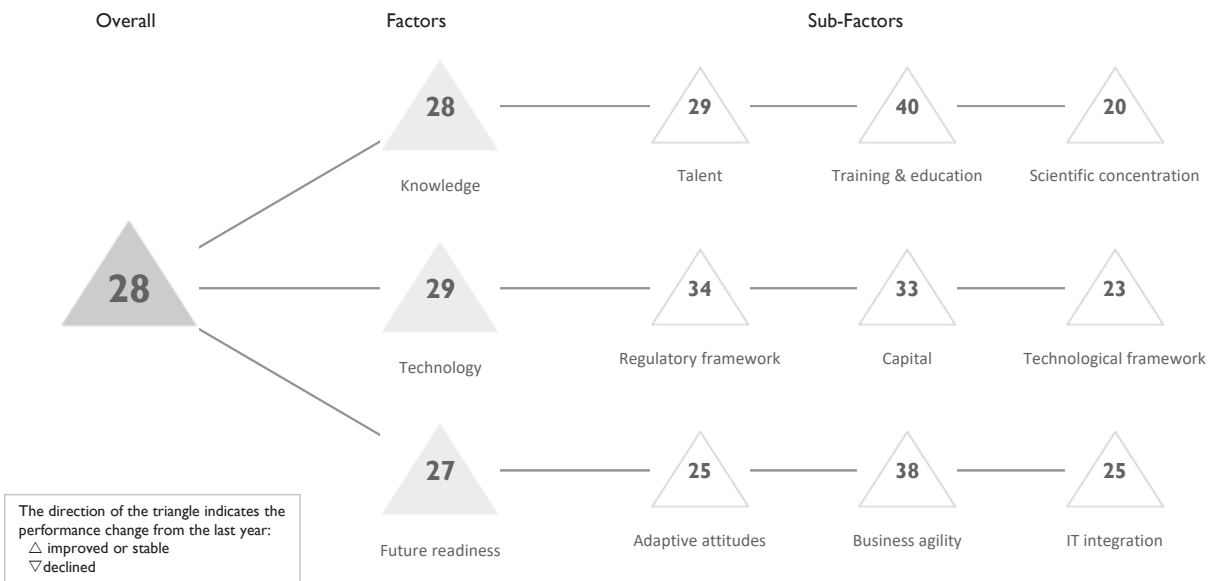 Overall
Factors
Sub-Factors
28
29
40
20
Knowledge
Talent
Training & education
Scientific concentration
28
29
34
33
23
Technology
Regulatory framework
Capital
Technological framework
27
25
38
25
Future readiness
Adaptive attitudes
Business agility
IT integration
The direction of the triangle indicates the
performance change from the last year:
△ improved or stable
▽declined